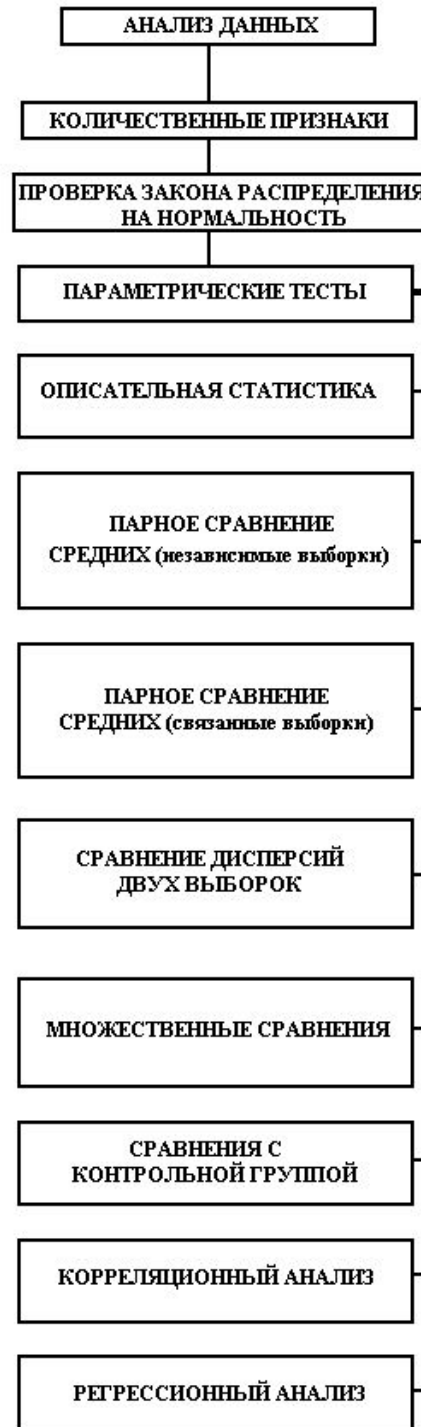 АНАЛИЗ ДАННЫХ
КОЛИЧЕСТВЕННЫЕ ПРИЗНАКИ
ПРОВЕРКА ЗАКОНА РАСПРЕДЕЛЕНИЯ
НА НОРМАЛЬНОСТЬ
ПАРАМЕТРИЧЕСКИЕ ТЕСТЫ
ОПИСАТЕЛЬНАЯ СТАТИСТИКА
ПАРНОЕ СРАВНЕНИЕ
СРЕДНИХ (независимые выборки)
ПАРНОЕ СРАВНЕНИЕ
СРЕДНИХ (связанные выборки)
СРАВНЕНИЕ ДИСПЕРСИЙ
ДВУХ ВЫБОРОК
МНОЖЕСТВЕННЫЕ СРАВНЕНИЯ
СРАВНЕНИЯ С
КОНТРОЛЬНОЙ ГРУППОЙ
КОРРЕЛЯЦИОННЫЙ АНАЛИЗ
РЕГРЕССИОННЫЙ АНАЛИЗ